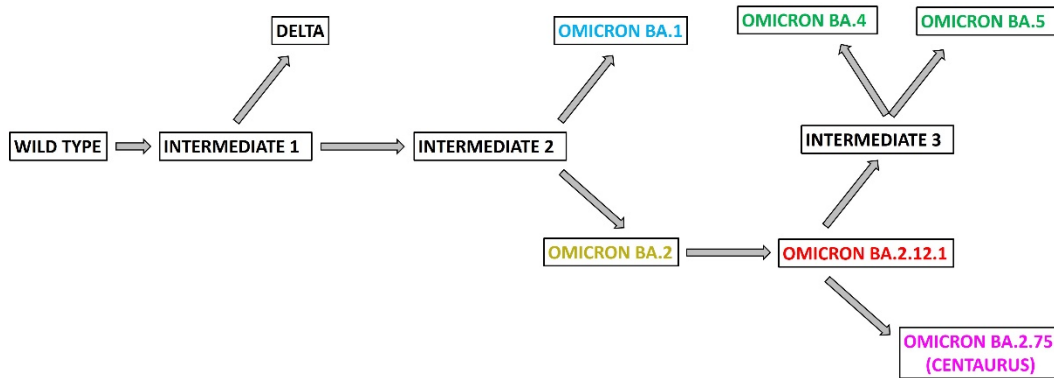 DELTA
OMICRON BA.1
OMICRON BA.4
OMICRON BA.5
WILD TYPE
INTERMEDIATE 1
INTERMEDIATE 2
INTERMEDIATE 3
OMICRON BA.2
OMICRON BA.2.12.1
OMICRON BA.2.75
(CENTAURUS)